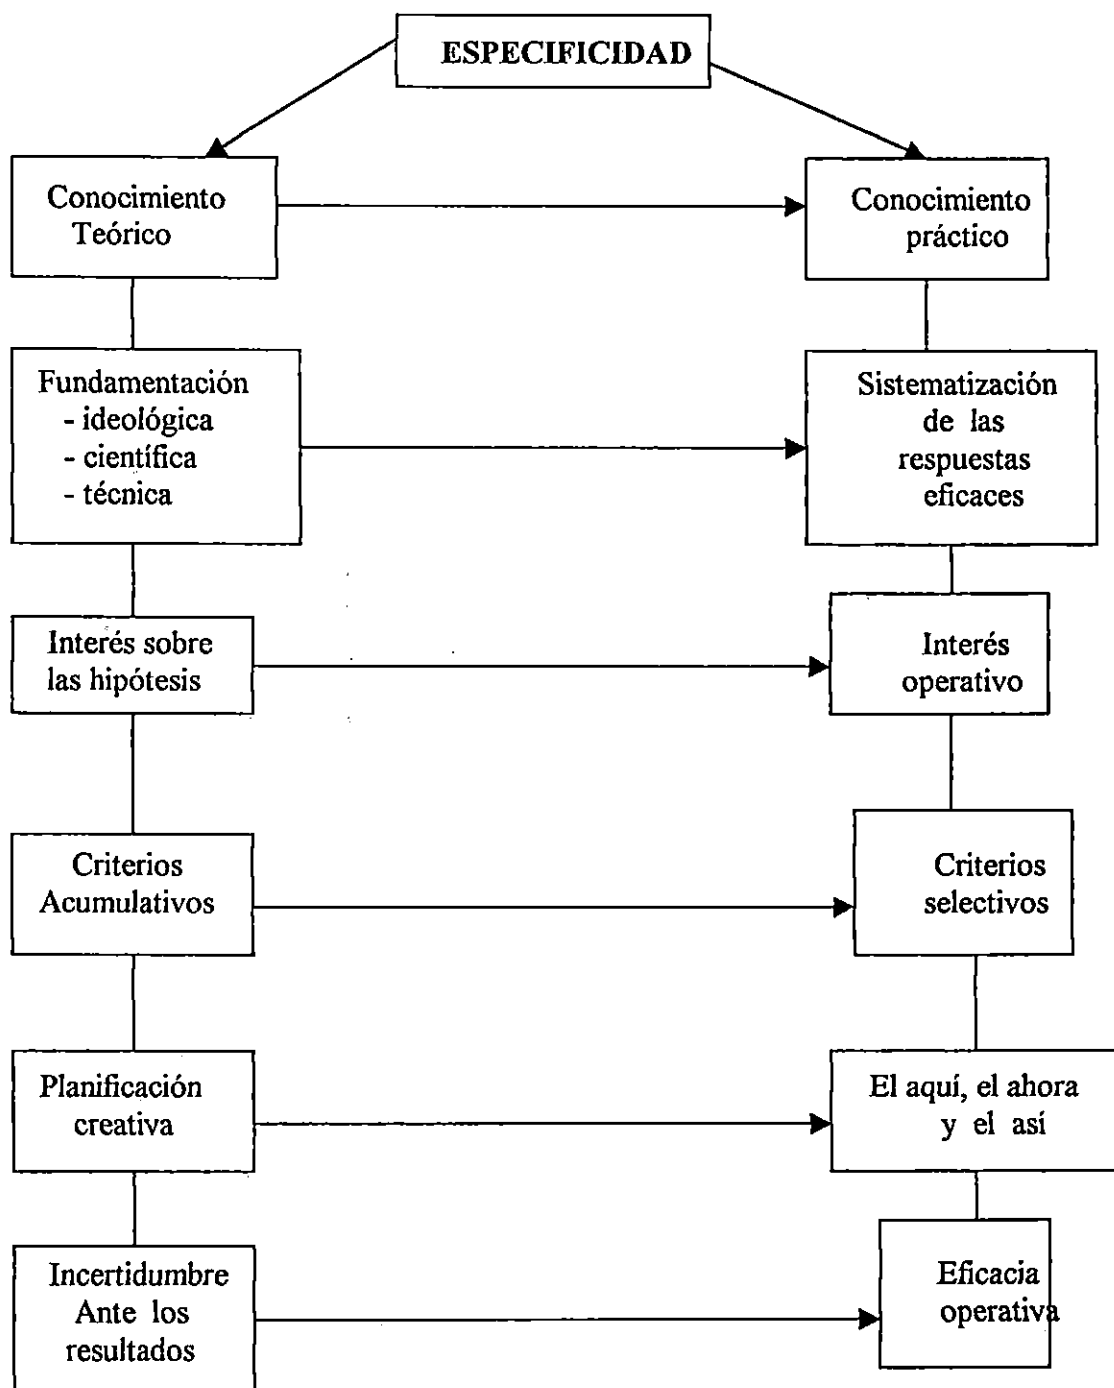 ESPECIFICIDAD
Conocimiento
Teórico
Conocimiento
práctico
Fundamentación
- ideológica
- científica
- técnica
Sistematización
de las
respuestas
eficaces
Interés sobre
las hipótesis
Interés
operativo
Criterios
Acumulativos
Criterios
selectivos
Planificación
creativa
El aquí, el ahora
y el así
Incertidumbre
Ante los
resultados
Eficacia
operativa